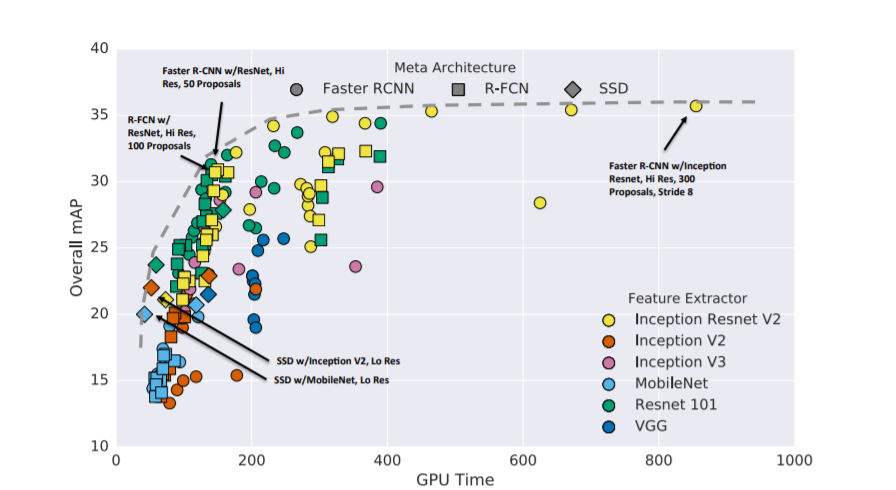 40
35
30
25
20
15
10
Overall mAP
0
200
400
600
800
1000
GPU Time
Meta Architecture
Faster RCNN
R-FCN
SSD
Faster R-CNN w/ResNet, Hi
Res, 50 Proposals
R-FCN w/
ResNet, Hi Res,
100 Proposals
Faster R-CNN w/Inception
Resnet, Hi Res, 300
Proposals, Stride 8
SSD w/Inception V2, Lo Res
SSD w/MobileNet, Lo Res
Feature Extractor
Inception Resnet V2
Inception V2
Inception V3
MobileNet
Resnet 101
VGG